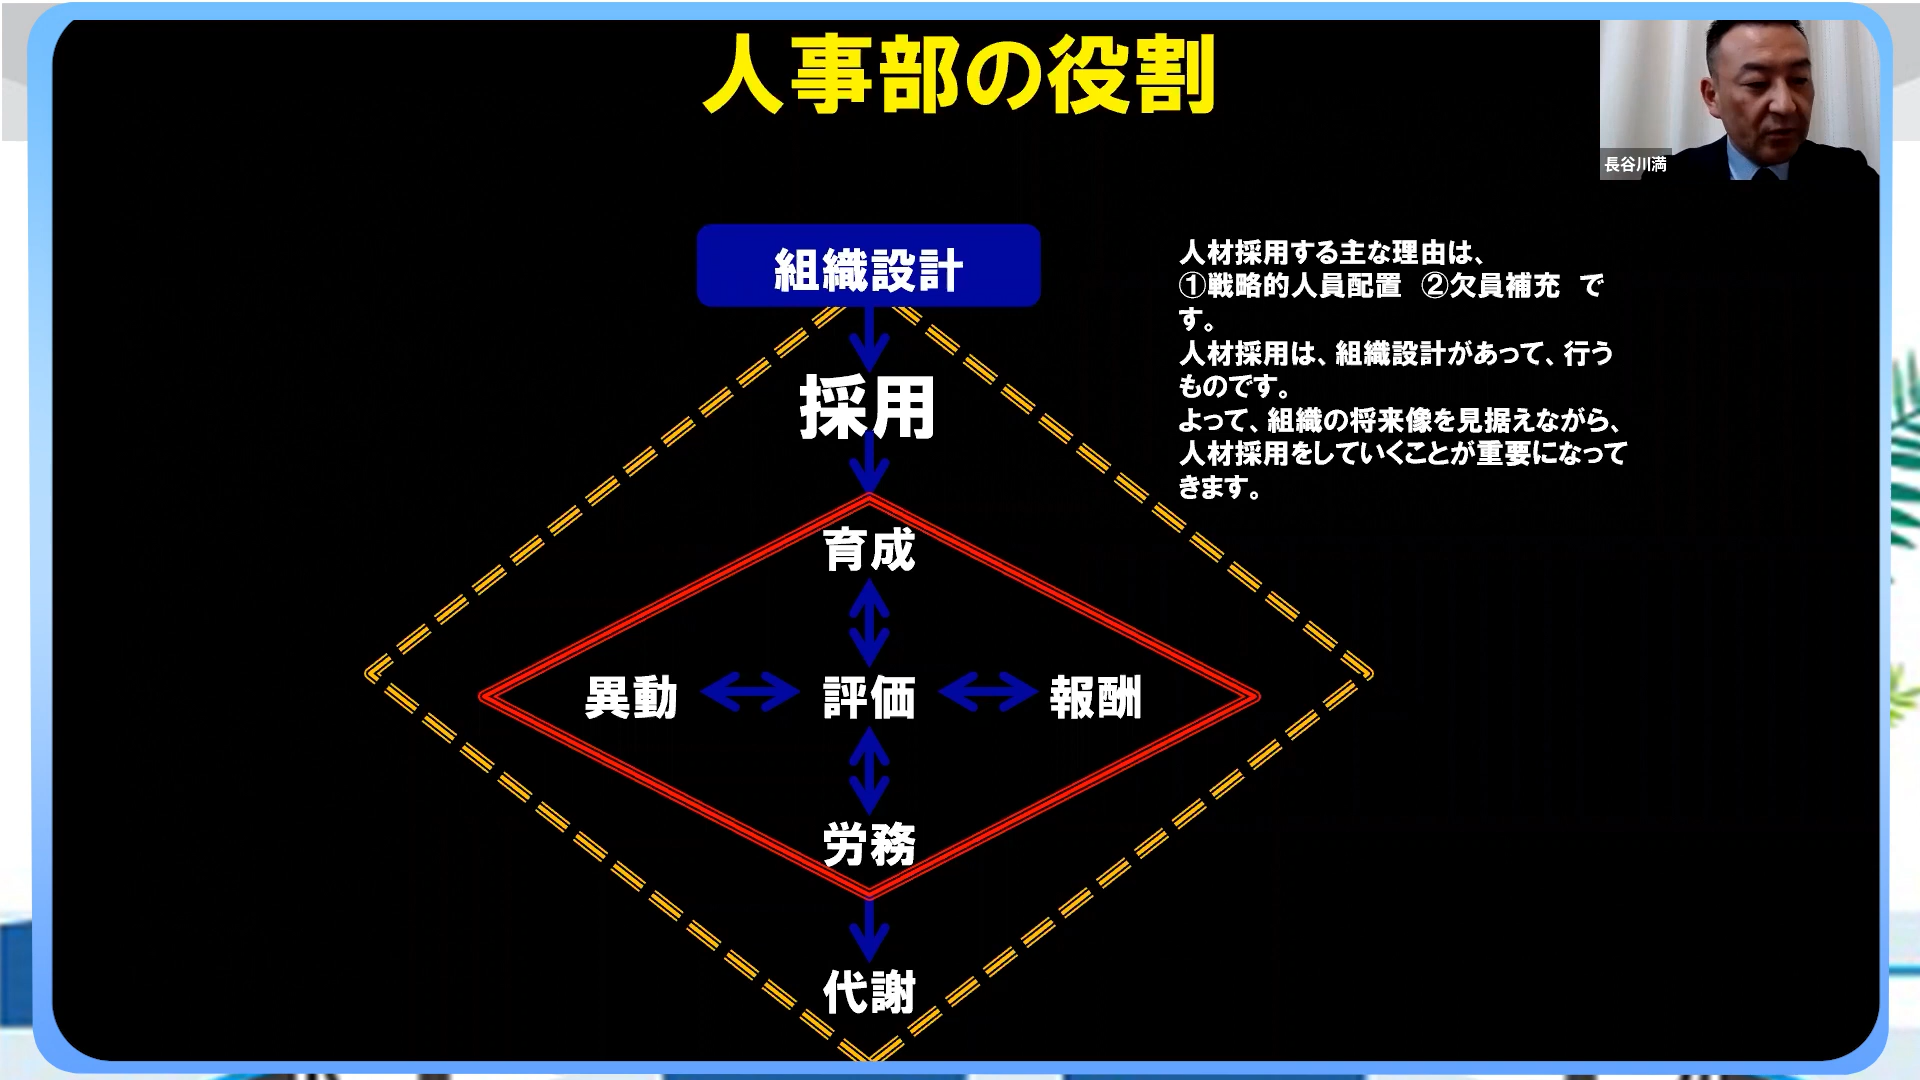 人事部の役割
長谷川満
組織設計
人材採用する主な理由は、
①戦略的人員配置　②欠員補充　で
す。
人材採用は、組織設計があって、行う
ものです。
よって、組織の将来像を見据えながら、
人材採用をしていくことが重要になって
きます。
採用
育成
異動
評価
報酬
労務
代謝